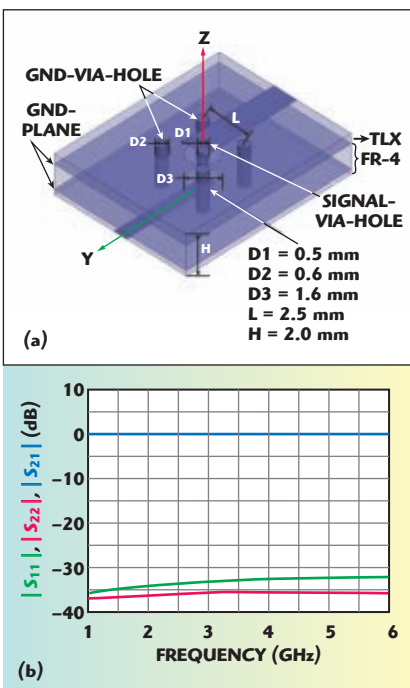 Z
GND-VIA-HOLE
GND-
PLANE
L
D1
D2
D3
TLX
FR-4
SIGNAL-
VIA-HOLE
Y
H
D1 = 0.5 mm
D2 = 0.6 mm
D3 = 1.6 mm
L = 2.5 mm
H = 2.0 mm
(a)
|S11|, |S22|, |S21| (dB)
10
0
−10
−20
−30
−40
1 2 3 4 5 6
FREQUENCY (GHz)
(b)